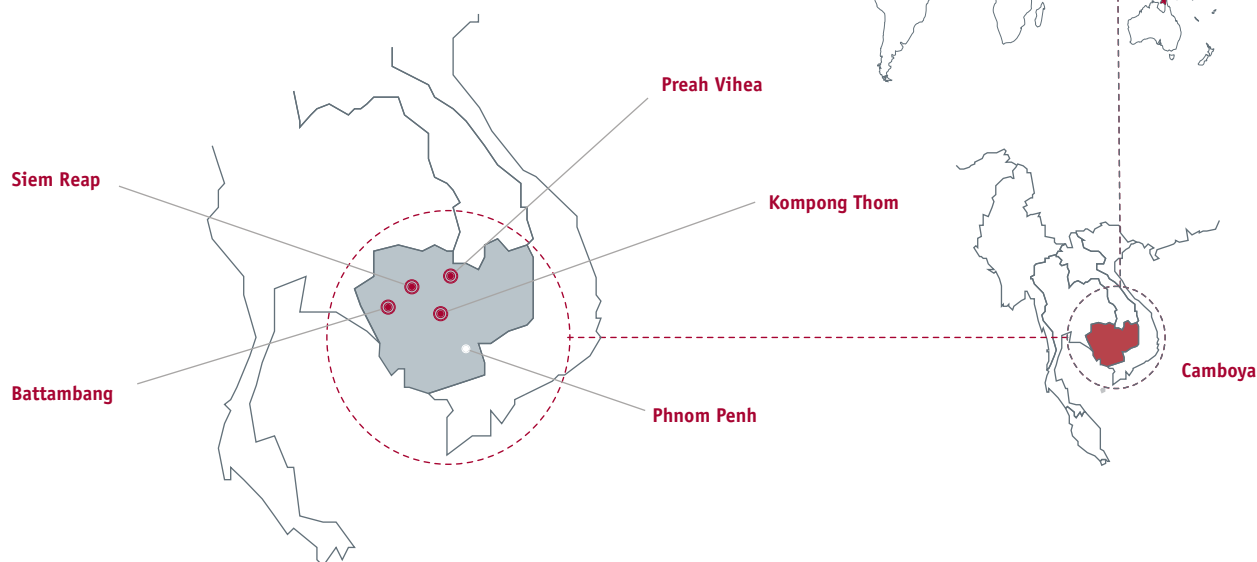 Preah Vihea
Siem Reap
Kompong Thom
Camboya
Battambang
Phnom Penh